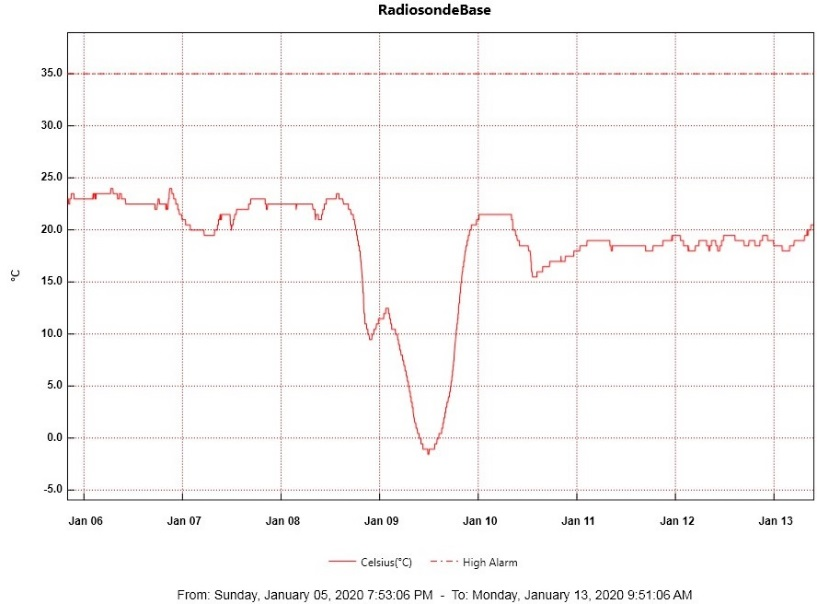 RadiosondeBase
35.0
30.0
25.0
20.0
15.0
10.0
5.0
0.0
-5.0
°C
Jan 06 Jan 07 Jan 08 Jan 09 Jan 10 Jan 11 Jan 12 Jan 13
Celsius(°C) High Alarm
From: Sunday, January 05, 2020 7:53:06 PM - To: Monday, January 13, 2020 9:51:06 AM